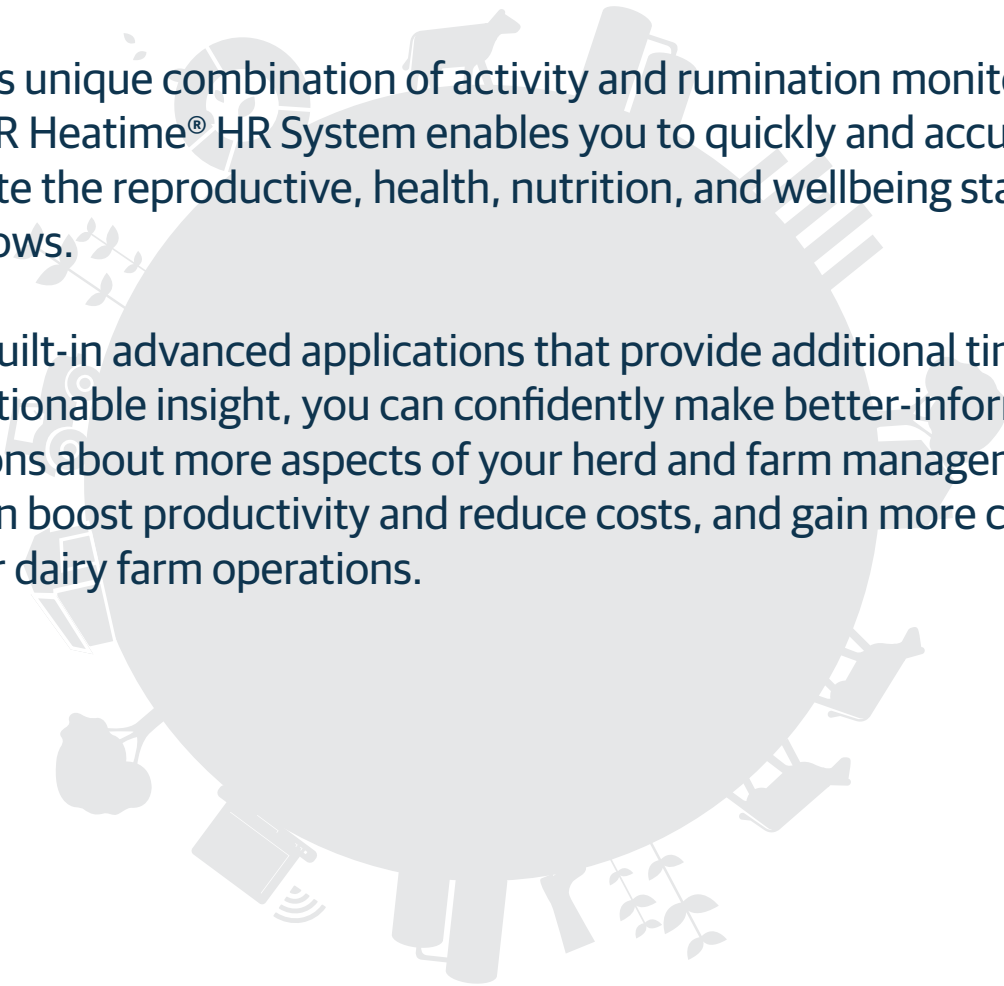 s unique combination of activity and rumination monit
R Heatime® HR System enables you to quickly and accu
te the reproductive, health, nutrition, and wellbeing sta
ows.
uilt-in advanced applications that provide additional tin
tionable insight, you can confidently make better-infor
ons about more aspects of your herd and farm manager
n boost productivity and reduce costs, and gain more c
r dairy farm operations.